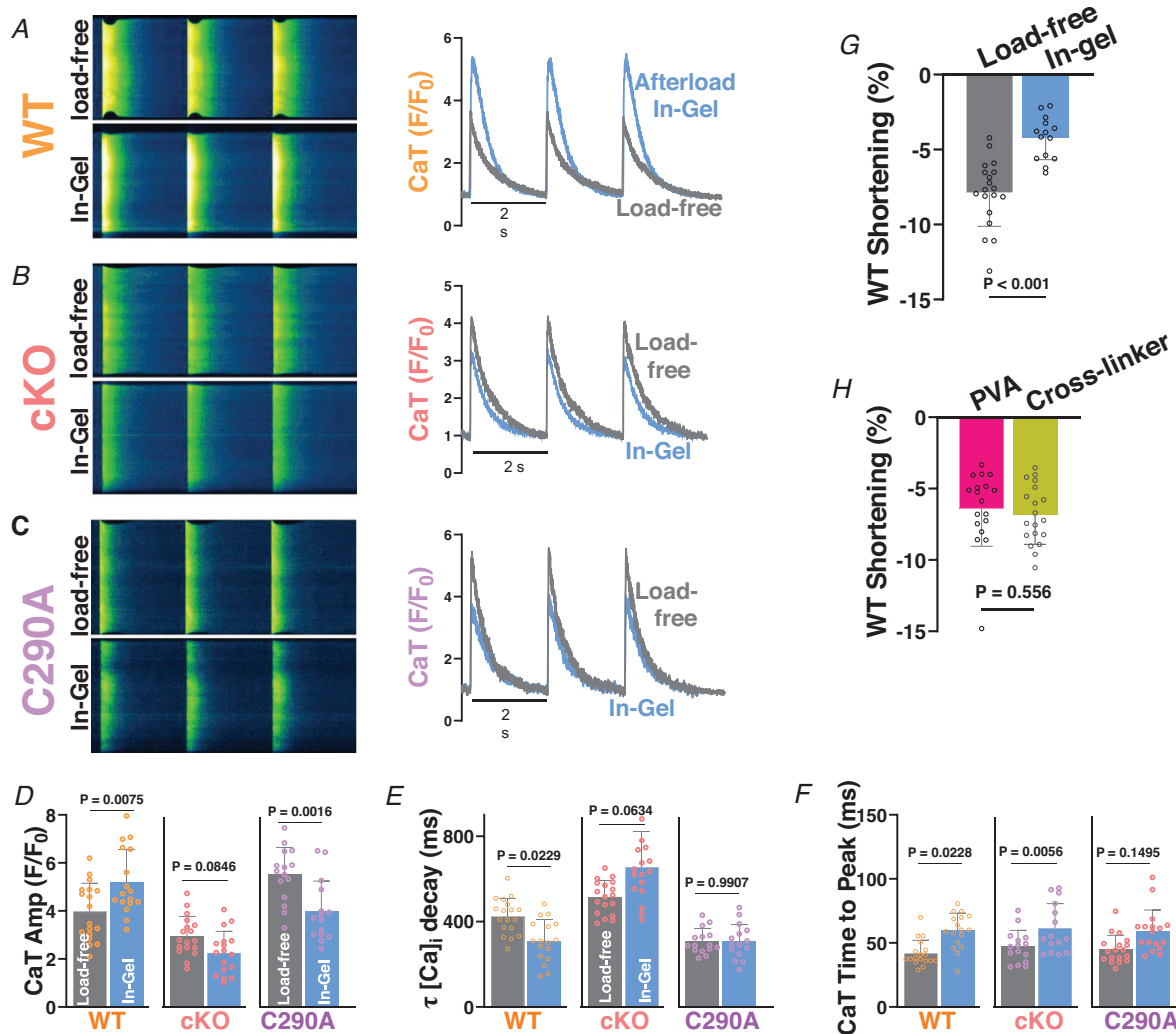 A
WT
load-free
In-Gel
CaT (F/F0)
6
4
2
0
Afterload
In-Gel
Load-free
2
s
B
cKO
load-free
In-Gel
CaT (F/F0)
5
4
3
2
1
0
Load-
free
In-Gel
2 s
C
C290A
load-free
In-Gel
CaT (F/F0)
6
4
2
0
Load-
free
In-Gel
2
s
G
Load-free
In-gel
WT Shortening (%)
0
-5
-10
-15
P < 0.001
H
PVA
Cross-linker
WT Shortening (%)
0
-5
-10
-15
P = 0.556
D
CaT Amp (F/F0)
8
6
4
2
0
P = 0.0075
P = 0.0846
P = 0.0016
Load-free
In-Gel
Load-free
In-Gel
WT
cKO
C290A
E
τ [Ca]i decay (ms)
800
400
0
P = 0.0229
P = 0.0634
P = 0.9907
Load-free
In-Gel
WT
cKO
C290A
F
CaT Time to Peak (ms)
150
100
50
0
P = 0.0228
P = 0.0056
P = 0.1495
WT
cKO
C290A